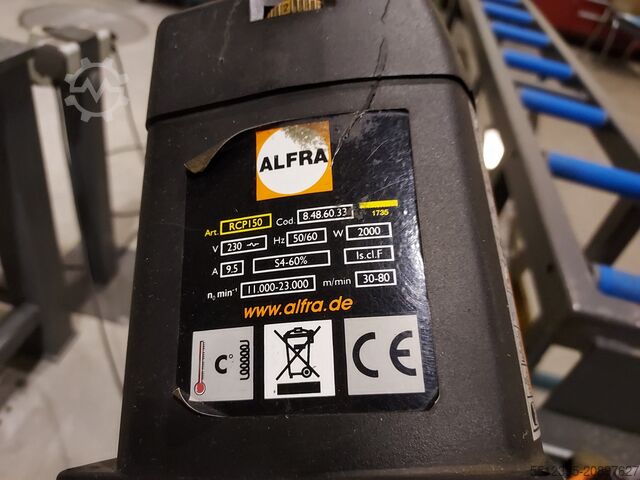 ALFRA
Art. RCP150 Cod. 8.48.60.33 1735
V 230 Hz 50/60 W 2000
A 9.5 S4-60% Is.cl.F
n₀ min⁻¹ 11.000-23.000 m/min 30-80
www.alfra.de
C°
CE